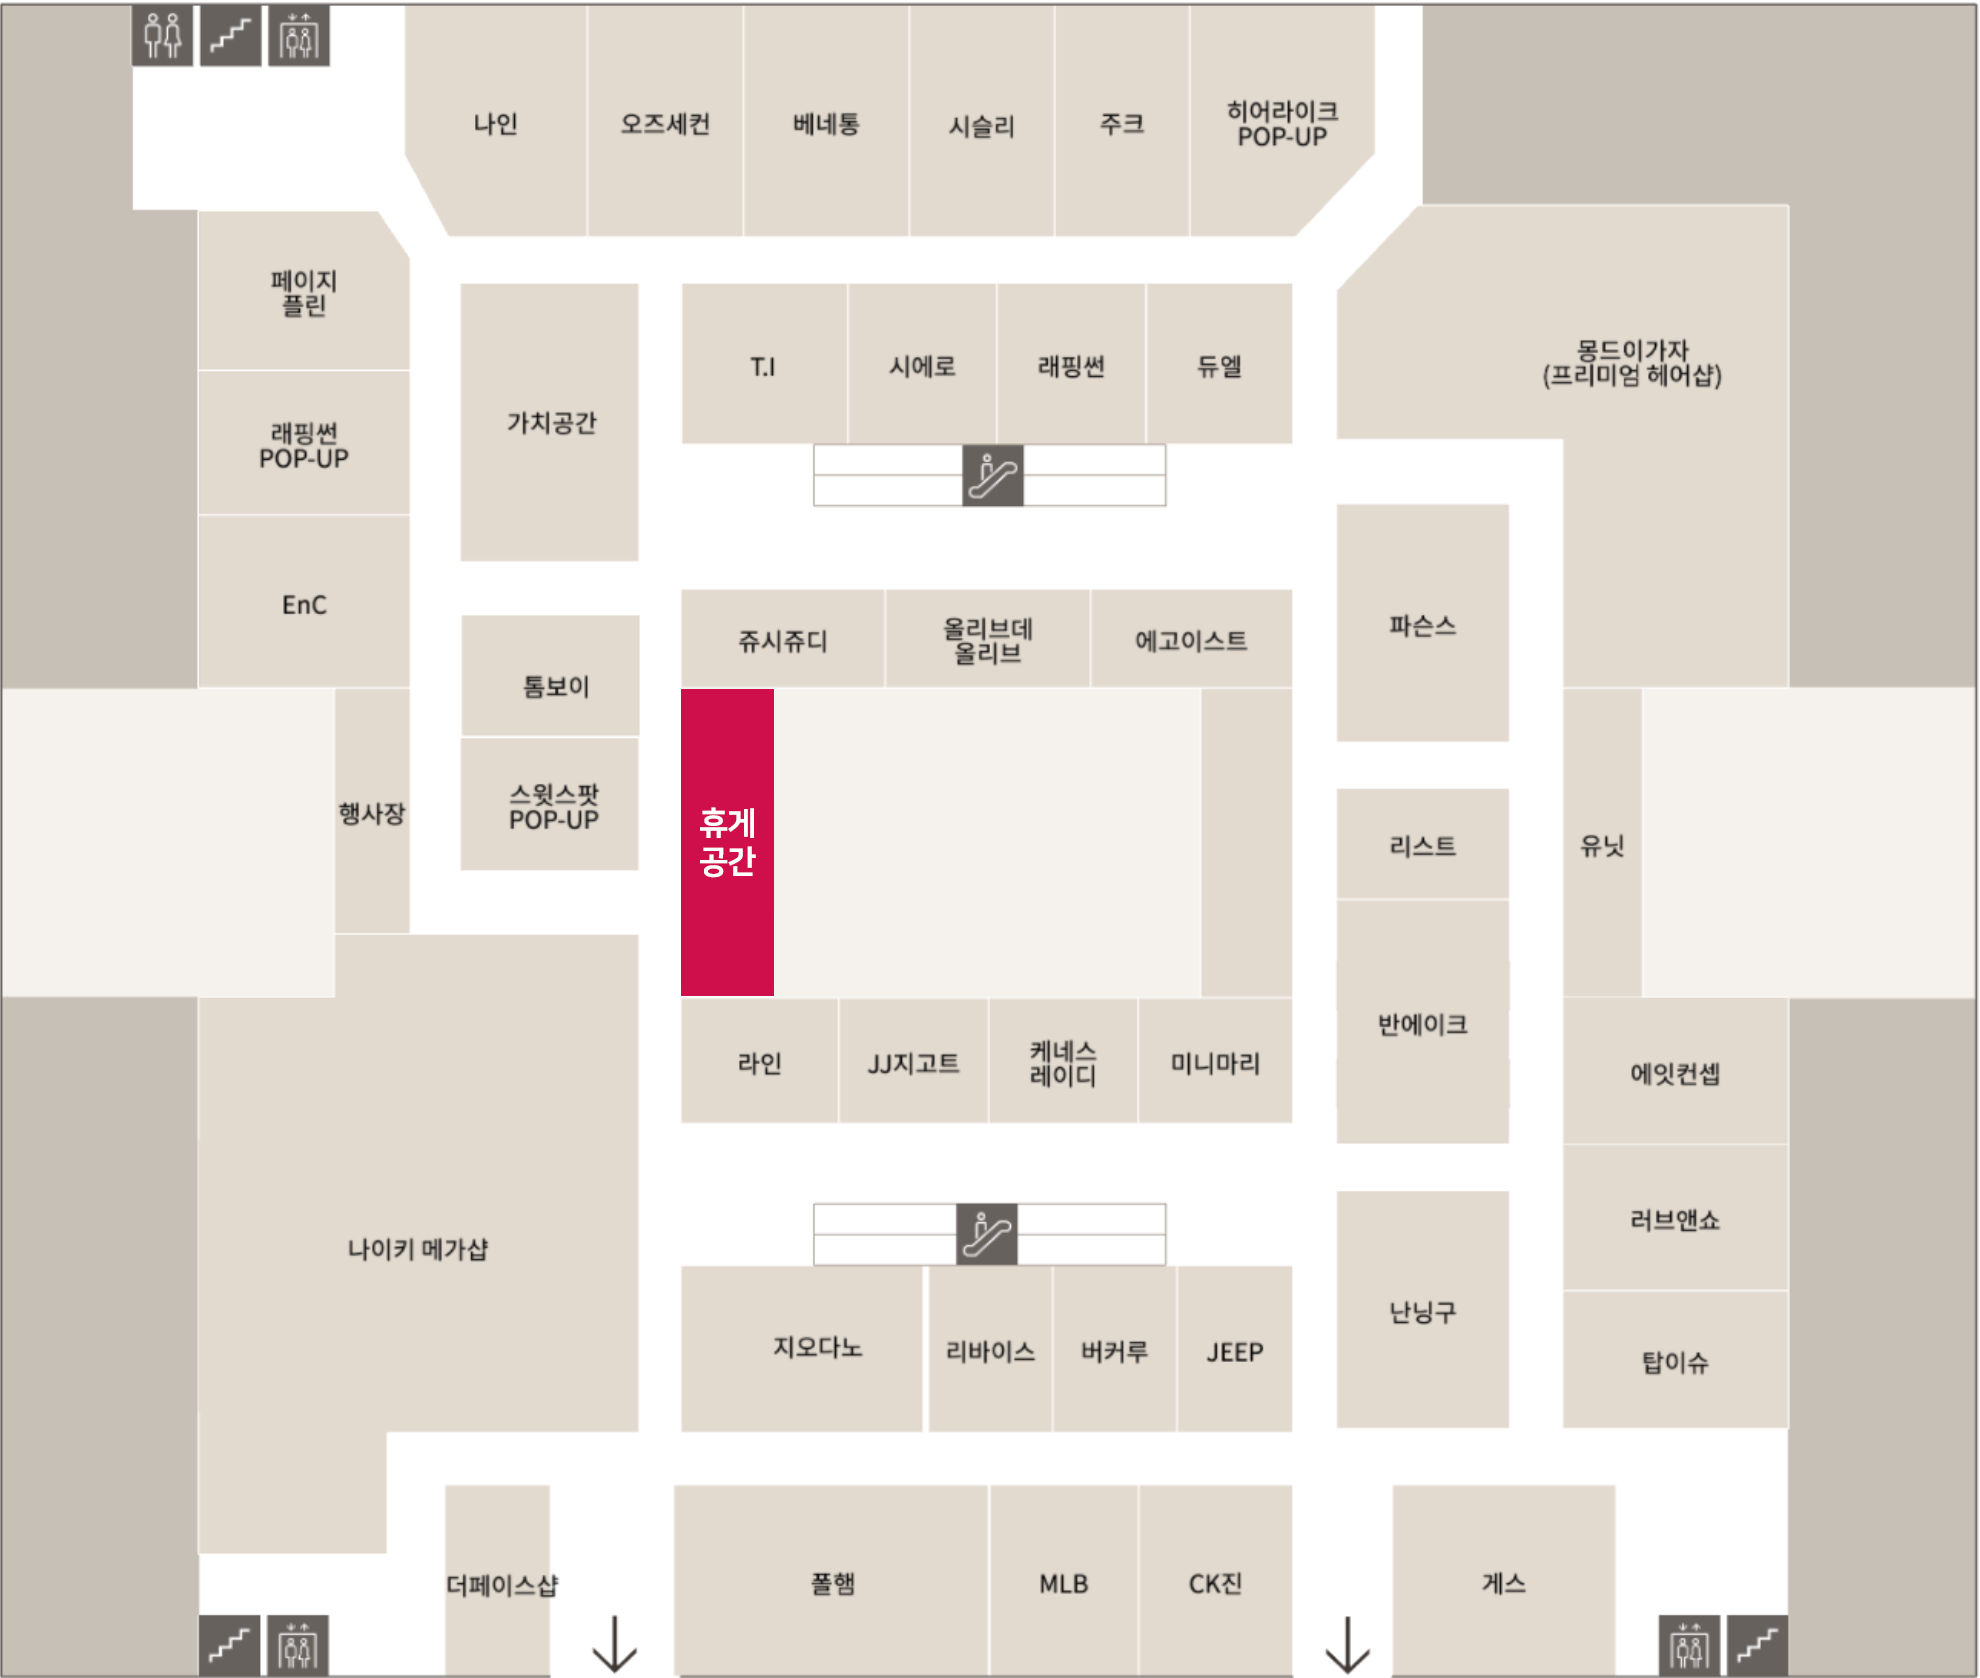 나인
오즈세컨
베네통
시슬리
주크
히어라이크
POP-UP
페이지
플린
래핑썬
POP-UP
EnC
행사장
가치공간
톰보이
스윗스팟
POP-UP
T.I
시에로
래핑썬
듀엘
몽드이가자
(프리미엄 헤어샵)
쥬시쥬디
올리브데
올리브
에고이스트
파슨스
휴게
공간
리스트
유닛
반에이크
라인
JJ지고트
케네스
레이디
미니마리
에잇컨셉
러브앤쇼
탑이슈
나이키 메가샵
난닝구
지오다노
리바이스
버커루
JEEP
더페이스샵
폴햄
MLB
CK진
게스